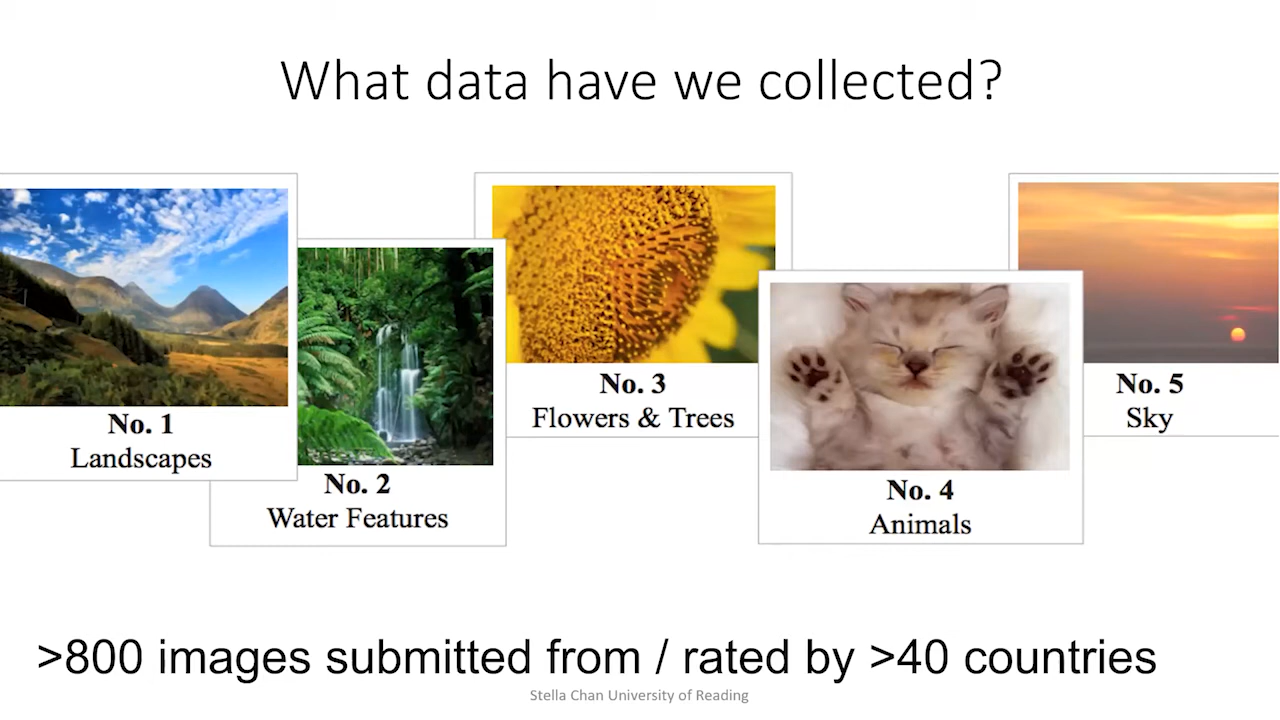 What data have we collected?
No. 1
Landscapes
No. 2
Water Features
No. 3
Flowers & Trees
No. 4
Animals
No. 5
Sky
>800 images submitted from / rated by >40 countries
Stella Chan University of Reading